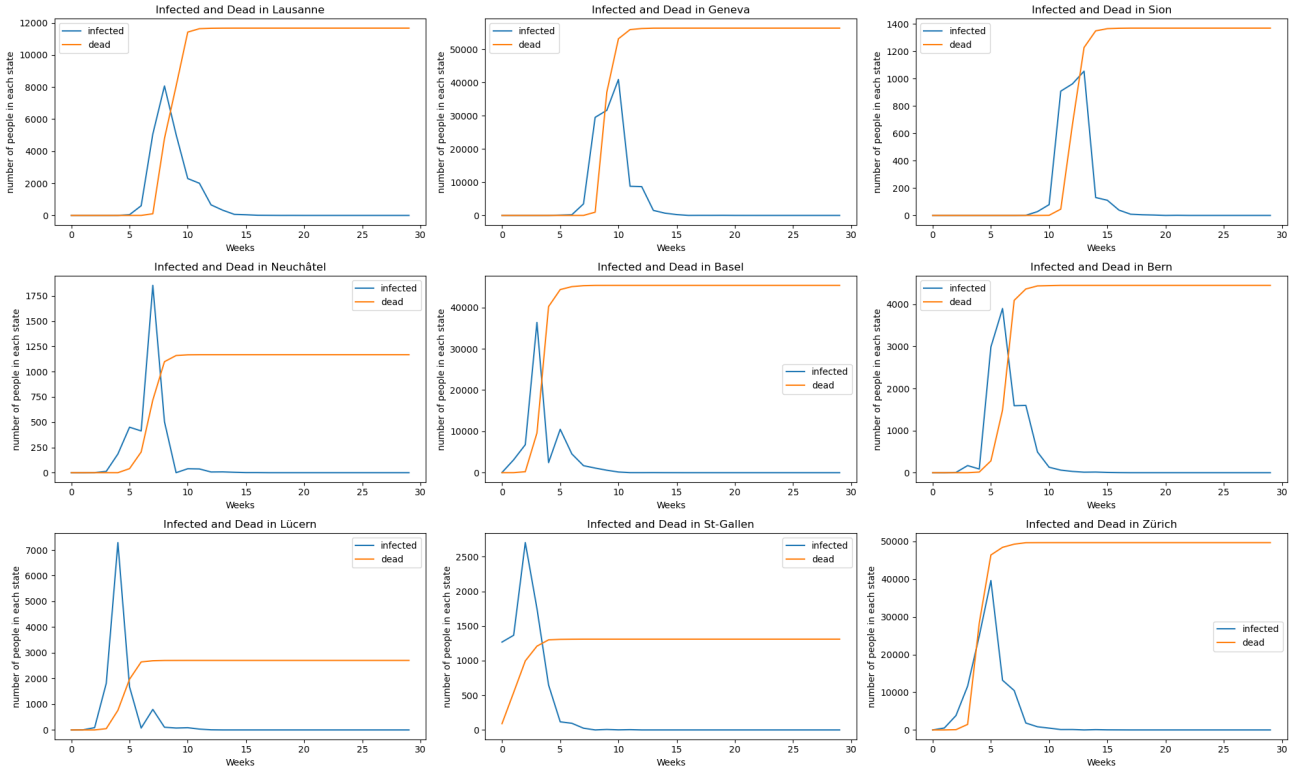 Infected and Dead in Lausanne
12000
10000
8000
6000
4000
2000
0
number of people in each state
infected
dead
0 5 10 15 20 25 30
Weeks
Infected and Dead in Geneva
50000
40000
30000
20000
10000
0
number of people in each state
infected
dead
0 5 10 15 20 25 30
Weeks
Infected and Dead in Sion
1400
1200
1000
800
600
400
200
0
number of people in each state
infected
dead
0 5 10 15 20 25 30
Weeks
Infected and Dead in Neuchâtel
1750
1500
1250
1000
750
500
250
0
number of people in each state
infected
dead
0 5 10 15 20 25 30
Weeks
Infected and Dead in Basel
40000
30000
20000
10000
0
number of people in each state
infected
dead
0 5 10 15 20 25 30
Weeks
Infected and Dead in Bern
4000
3000
2000
1000
0
number of people in each state
infected
dead
0 5 10 15 20 25 30
Weeks
Infected and Dead in Lücern
7000
6000
5000
4000
3000
2000
1000
0
number of people in each state
infected
dead
0 5 10 15 20 25 30
Weeks
Infected and Dead in St-Gallen
2500
2000
1500
1000
500
0
number of people in each state
infected
dead
0 5 10 15 20 25 30
Weeks
Infected and Dead in Zürich
50000
40000
30000
20000
10000
0
number of people in each state
infected
dead
0 5 10 15 20 25 30
Weeks